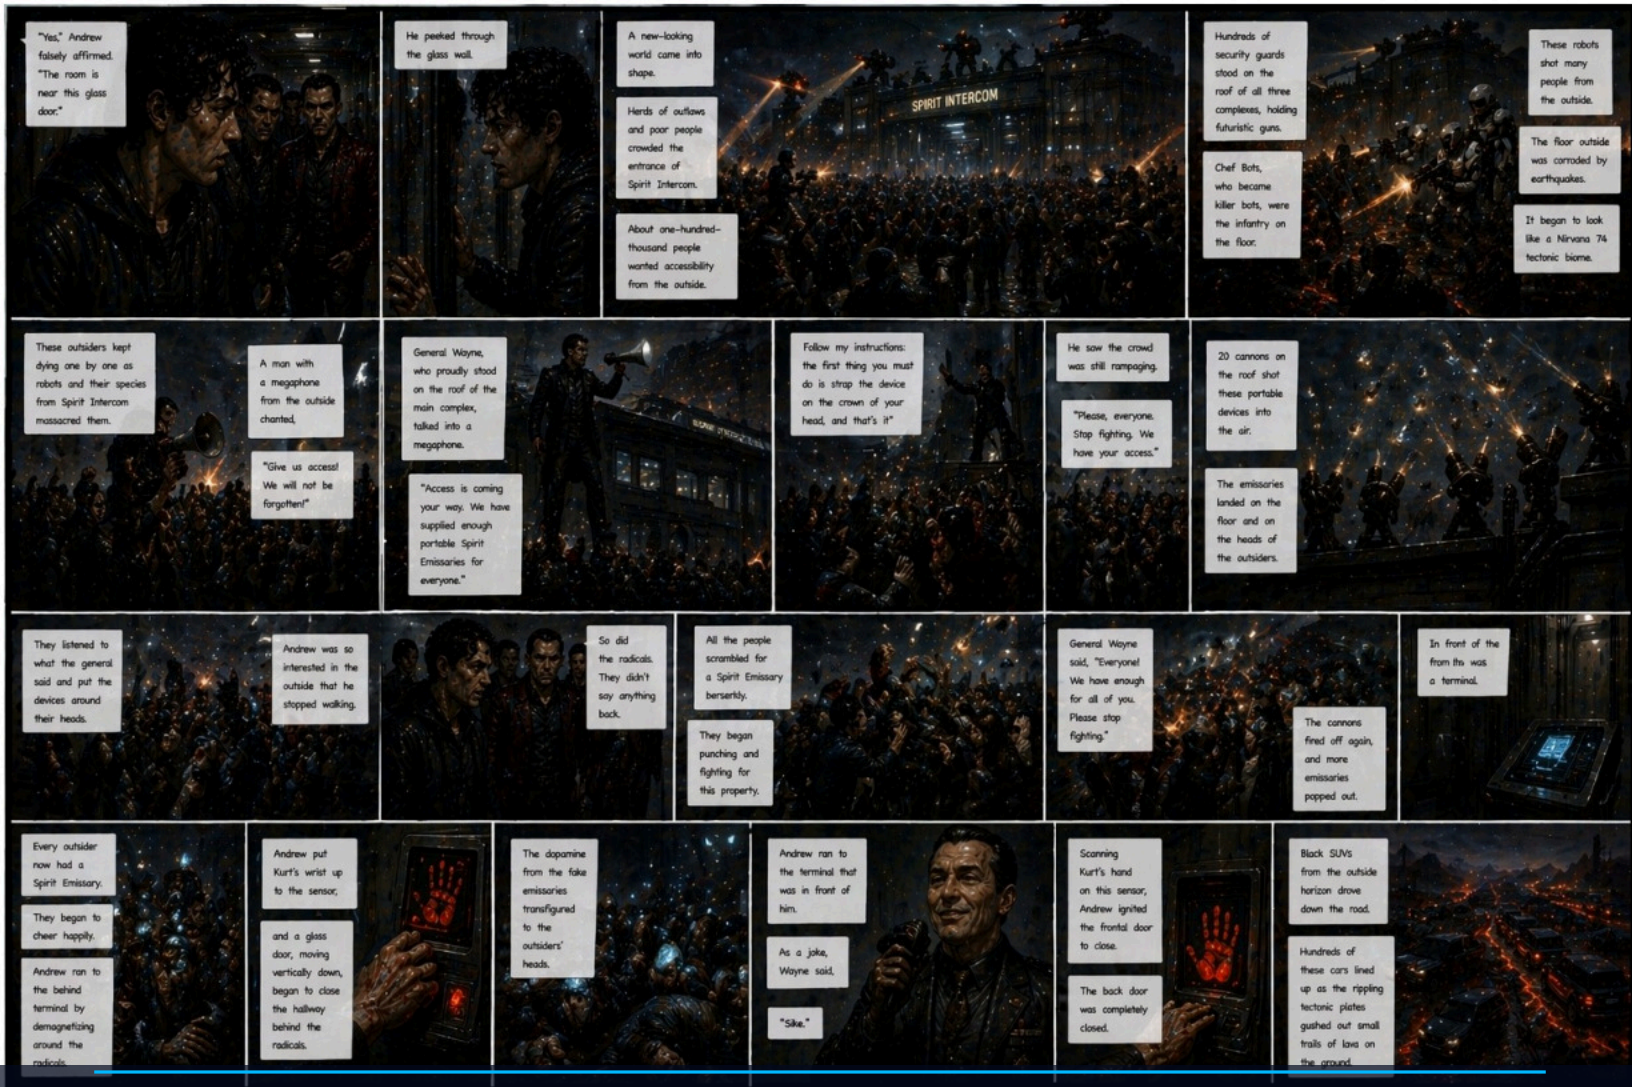 "Yes," Andrew
falsely affirmed.
"The room is
near this glass
door."
He peeked through
the glass wall.
A new-looking
world came into
shape.
Herds of outlaws
and poor people
crowded the
entrance of
Spirit Intercom.
About one-hundred-
thousand people
wanted accessibility
from the outside.
SPIRIT INTERCOM
Hundreds of
security guards
stood on the
roof of all three
complexes, holding
futuristic guns.
Chef Bots,
who became
killer bots, were
the infantry on
the floor.
These robots
shot many
people from
the outside.
The floor outside
was corroded by
earthquakes.
It began to look
like a Nirvana 74
tectonic biome.
These outsiders kept
dying one by one as
robots and their species
from Spirit Intercom
massacred them.
A man with
a megaphone
from the outside
chanted,
"Give us access!
We will not be
forgotten!"
General Wayne,
who proudly stood
on the roof of the
main complex,
talked into a
megaphone.
"Access is coming
your way. We have
supplied enough
portable Spirit
Emissaries for
everyone."
Follow my instructions:
the first thing you must
do is strap the device
on the crown of your
head, and that's it"
He saw the crowd
was still rampaging.
"Please, everyone.
Stop fighting. We
have your access."
20 cannons on
the roof shot
these portable
devices into
the air.
The emissaries
landed on the
floor and on
the heads of
the outsiders.
They listened to
what the general
said and put the
devices around
their heads.
Andrew was so
interested in the
outside that he
stopped walking.
So did
the radicals.
They didn't
say anything
back.
All the people
scrambled for
a Spirit Emissary
berserkly.
They began
punching and
fighting for
this property.
General Wayne
said, "Everyone!
We have enough
for all of you.
Please stop
fighting."
The cannons
fired off again,
and more
emissaries
popped out.
In front of the
from ths was
a terminal.
Every outsider
now had a
Spirit Emissary.
They began to
cheer happily.
Andrew ran to
the behind
terminal by
demagnetizing
around the
radicals.
Andrew put
Kurt's wrist up
to the sensor,
and a glass
door, moving
vertically down,
began to close
the hallway
behind the
radicals.
The dopamine
from the fake
emissaries
transfigured
to the
outsiders'
heads.
Andrew ran to
the terminal that
was in front of
him.
As a joke,
Wayne said,
"Sike."
Scanning
Kurt's hand
on this sensor,
Andrew ignited
the frontal door
to close.
The back door
was completely
closed.
Black SUVs
from the outside
horizon drove
down the road.
Hundreds of
these cars lined
up as the rippling
tectonic plates
gushed out small
trails of lava on
the ground.